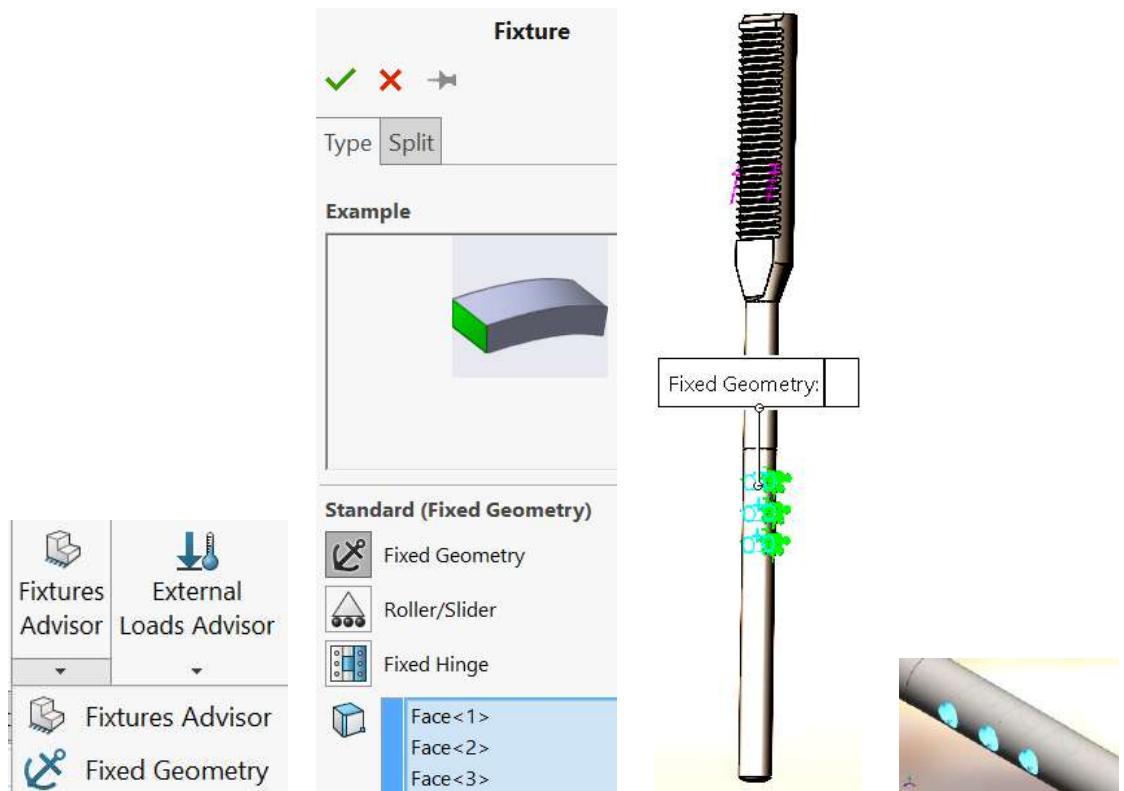 Fixture
Type Split
Example
Standard (Fixed Geometry)
Fixed Geometry
Roller/Slider
Fixed Hinge
Face<1>
Face<2>
Face<3>
Fixtures
Advisor
External
Loads Advisor
Fixtures Advisor
Fixed Geometry
Fixed Geometry: